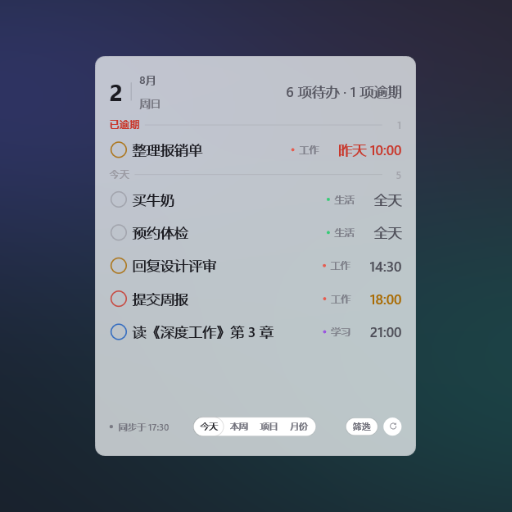 2
8月
周日
6 项待办 · 1 项逾期
已逾期 1
整理报销单 • 工作 昨天 10:00
今天 5
买牛奶 • 生活 全天
预约体检 • 生活 全天
回复设计评审 • 工作 14:30
提交周报 • 工作 18:00
读《深度工作》第 3 章 • 学习 21:00
同步于 17:30 今天 本周 项目 月份 筛选